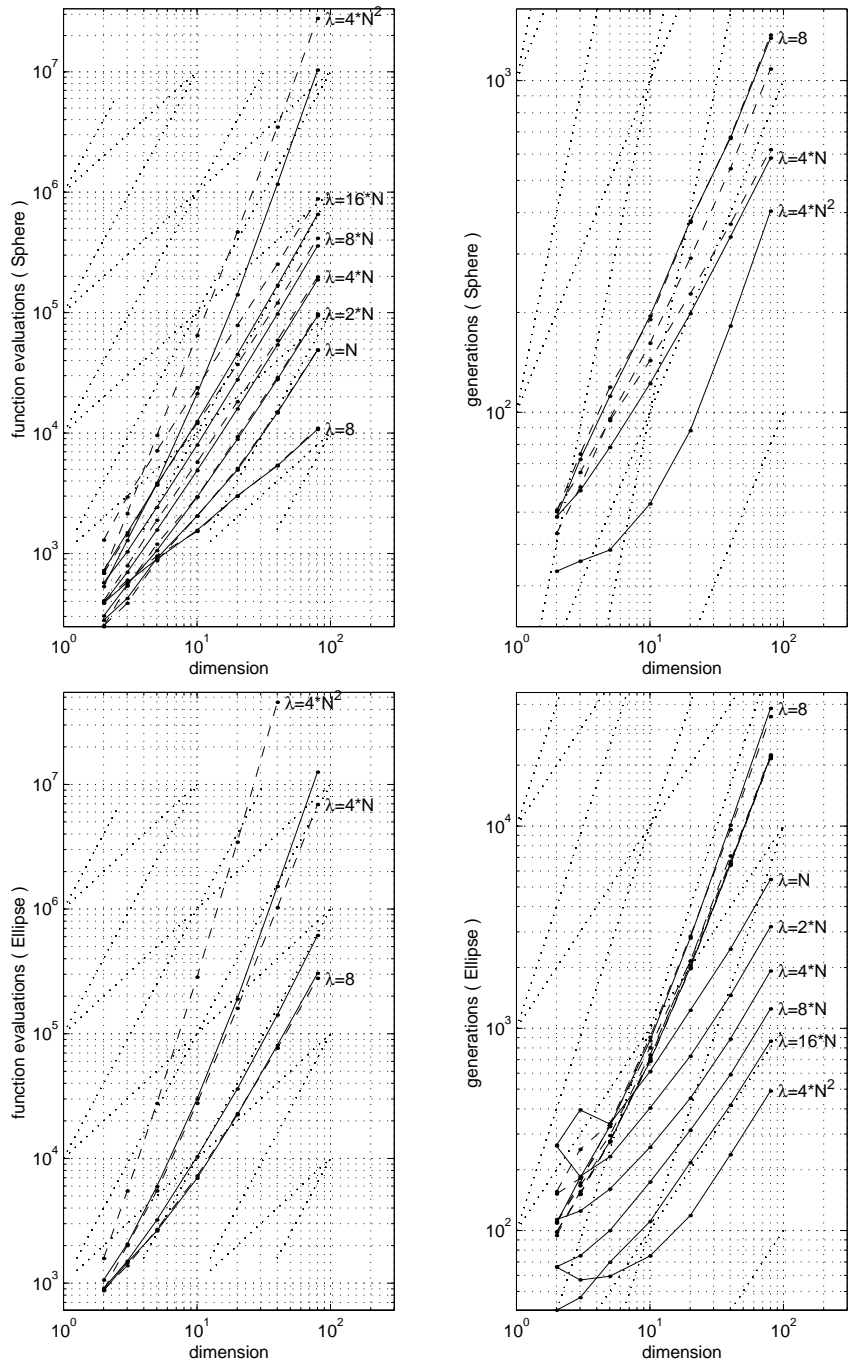 λ=4*N²
10⁷
10⁶
λ=16*N
λ=8*N
λ=4*N
10⁵
λ=2*N
λ=N
10⁴
λ=8
10³
10⁰ 10¹ 10²
dimension
function evaluations ( Sphere )
λ=8
10³
λ=4*N
λ=4*N²
10²
10⁰ 10¹ 10²
dimension
generations ( Sphere )
λ=4*N²
10⁷
λ=4*N
10⁶
10⁵
λ=8
10⁴
10³
10⁰ 10¹ 10²
dimension
function evaluations ( Ellipse )
λ=8
10⁴
λ=N
λ=2*N
λ=4*N
10³
λ=8*N
λ=16*N
λ=4*N²
10²
10⁰ 10¹ 10²
dimension
generations ( Ellipse )